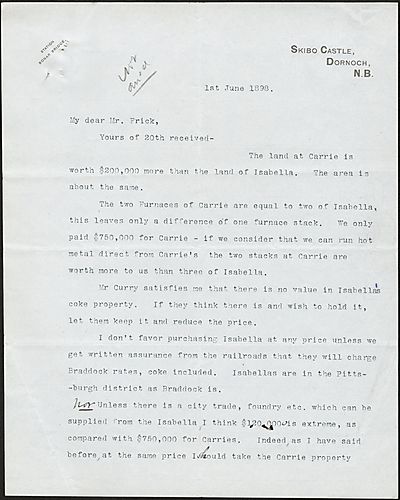 STATION
BONAR BRIDGE
SKIBO CASTLE,
DORNOCH,
N.B.
1st June 1898.
My dear Mr. Frick,
Yours of 20th received-
The land at Carrie is
worth $200,000 more than the land of Isabella. The area is
about the same.
The two Furnaces of Carrie are equal to two of Isabella,
this leaves only a difference of one furnace stack. We only
paid $750,000 for Carrie - if we consider that we can run hot
metal direct from Carrie's the two stacks at Carrie are
worth more to us than three of Isabella.
Mr Curry satisfies me that there is no value in Isabellas
coke property. If they think there is and wish to hold it,
let them keep it and reduce the price.
I don't favor purchasing Isabella at any price unless we
get written assurance from the railroads that they will charge
Braddock rates, coke included. Isabellas are in the Pitts-
-burgh district as Braddock is.
Nor Unless there is a city trade, foundry etc. which can be
supplied from the Isabella I think $120,000 is extreme, as
compared with $750,000 for Carries. Indeed, as I have said
before, at the same price I would take the Carrie property